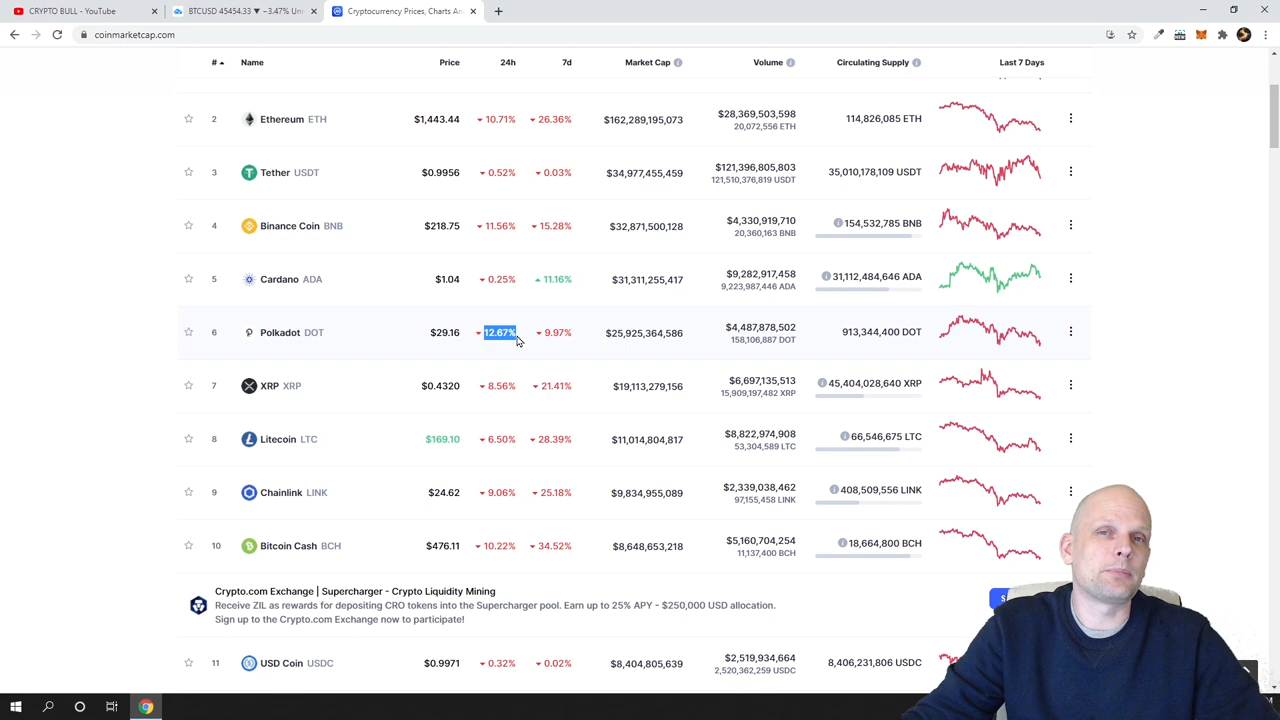 CRYPTO BULL - YouTube
BTCUSD 45454.33 ▼ −3.47% Un
Cryptocurrency Prices, Charts An
coinmarketcap.com
# Name Price 24h 7d Market Cap Volume Circulating Supply Last 7 Days
2 Ethereum ETH $1,443.44 10.71% 26.36% $162,289,195,073 $28,369,503,598 114,826,085 ETH
20,072,556 ETH
3 Tether USDT $0.9956 0.52% 0.03% $34,977,455,459 $121,396,805,803 35,010,178,109 USDT
121,510,376,819 USDT
4 Binance Coin BNB $218.75 11.56% 15.28% $32,871,500,128 $4,330,919,710 154,532,785 BNB
20,360,163 BNB
5 Cardano ADA $1.04 0.25% 11.16% $31,311,255,417 $9,282,917,458 31,112,484,646 ADA
9,223,987,446 ADA
6 Polkadot DOT $29.16 12.67% 9.97% $25,925,364,586 $4,487,878,502 913,344,400 DOT
158,106,887 DOT
7 XRP XRP $0.4320 8.56% 21.41% $19,113,279,156 $6,697,135,513 45,404,028,640 XRP
15,909,197,482 XRP
8 Litecoin LTC $169.10 6.50% 28.39% $11,014,804,817 $8,822,974,908 66,546,675 LTC
53,304,589 LTC
9 Chainlink LINK $24.62 9.06% 25.18% $9,834,955,089 $2,339,038,462 408,509,556 LINK
97,155,458 LINK
10 Bitcoin Cash BCH $476.11 10.22% 34.52% $8,648,653,218 $5,160,704,254 18,664,800 BCH
11,137,400 BCH
Crypto.com Exchange | Supercharger - Crypto Liquidity Mining
Receive ZIL as rewards for depositing CRO tokens into the Supercharger pool. Earn up to 25% APY - $250,000 USD allocation.
Sign up to the Crypto.com Exchange now to participate!
11 USD Coin USDC $0.9971 0.32% 0.02% $8,404,805,639 $2,519,934,664 8,406,231,806 USDC
2,520,362,259 USDC